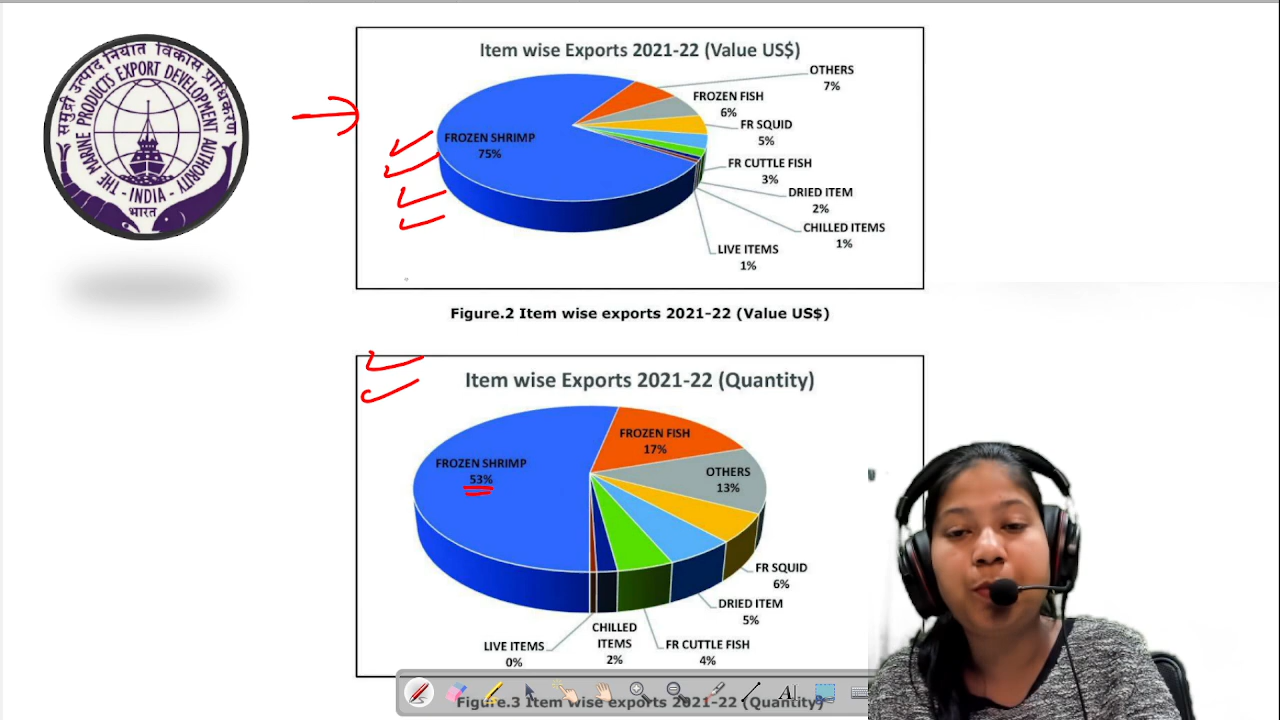 समुद्री उत्पाद नियात विकास प्राधिकरण
THE MARINE PRODUCTS EXPORT DEVELOPMENT AUTHORITY
- INDIA -
भारत
Item wise Exports 2021-22 (Value US$)
OTHERS
7%
FROZEN FISH
6%
FR SQUID
5%
FROZEN SHRIMP
75%
FR CUTTLE FISH
3%
DRIED ITEM
2%
CHILLED ITEMS
1%
LIVE ITEMS
1%
Figure.2 Item wise exports 2021-22 (Value US$)
Item wise Exports 2021-22 (Quantity)
FROZEN FISH
17%
FROZEN SHRIMP
53%
OTHERS
13%
FR SQUID
6%
DRIED ITEM
5%
FR CUTTLE FISH
4%
CHILLED
ITEMS
2%
LIVE ITEMS
0%
A
Figure.3 Item wise exports 2021-22 (Quantity)